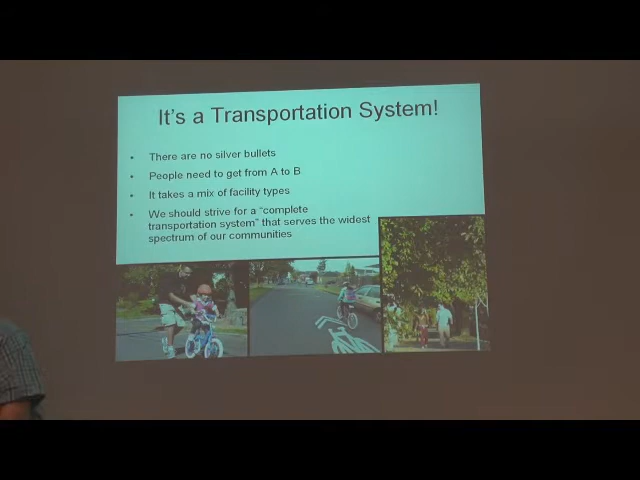 It's a Transportation System!
• There are no silver bullets
• People need to get from A to B
• It takes a mix of facility types
• We should strive for a "complete
transportation system" that serves the widest
spectrum of our communities